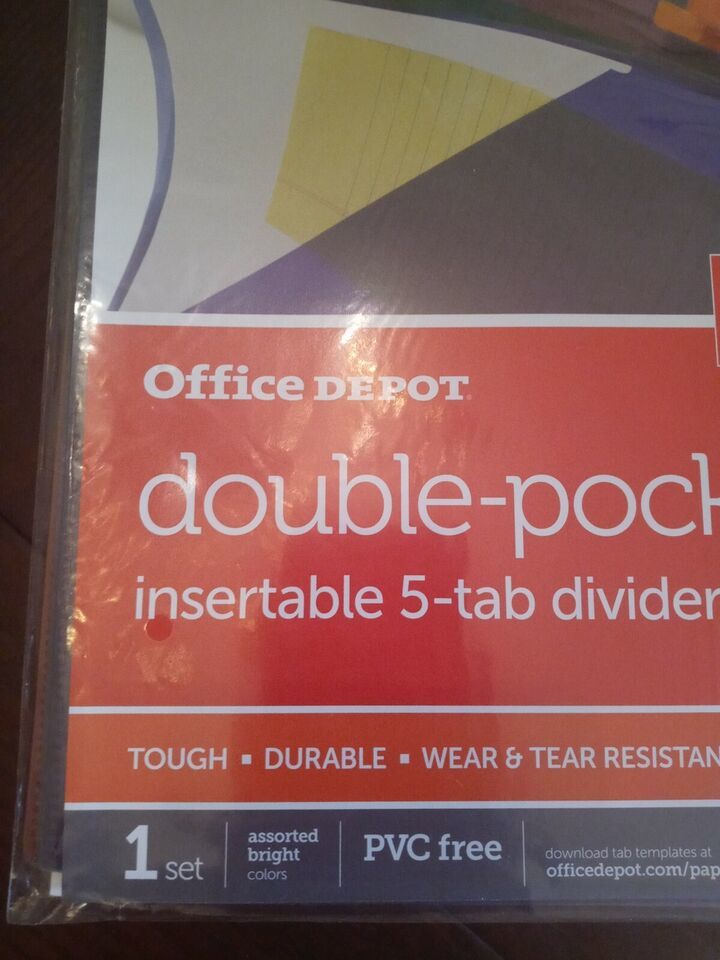 Office DEPOT
double-pock
insertable 5-tab divider
TOUGH ▪ DURABLE ▪ WEAR & TEAR RESISTAN
1 set
assorted
bright
colors
PVC free
download tab templates at
officedepot.com/pap